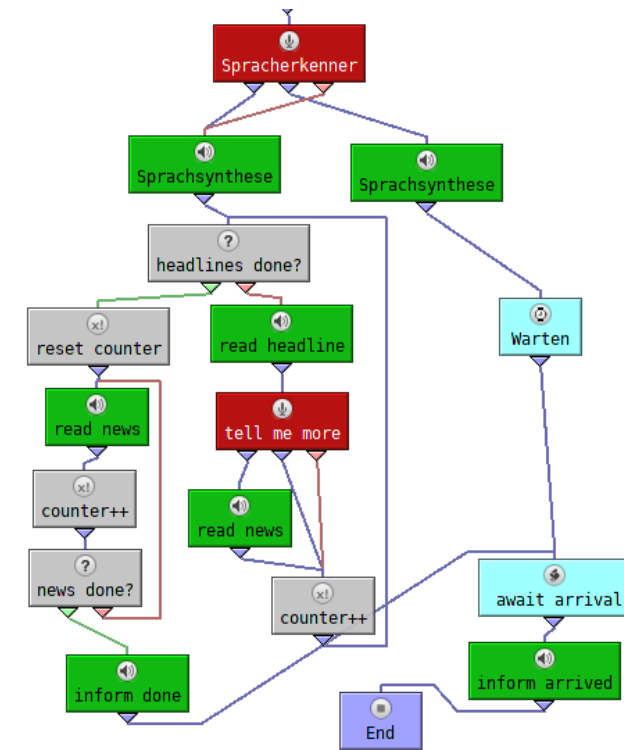 Spracherkenner
Sprachsynthese
Sprachsynthese
?
headlines done?
x!
reset counter
read headline
Warten
read news
tell me more
x!
counter++
read news
?
news done?
x!
counter++
await arrival
inform done
inform arrived
End